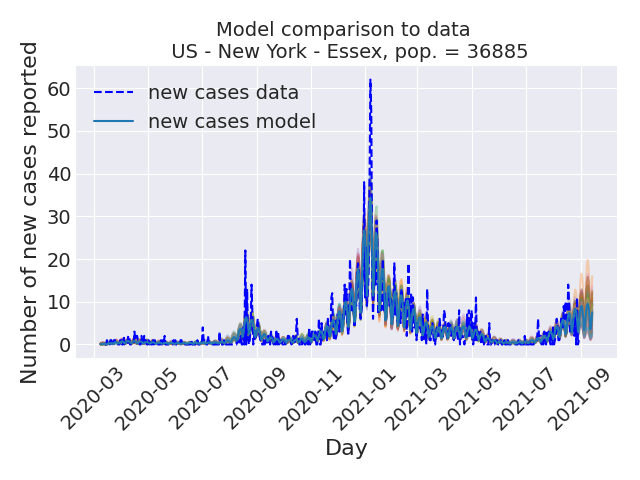 Model comparison to data
US - New York - Essex, pop. = 36885
Number of new cases reported
60
50
40
30
20
10
0
new cases data
new cases model
2020-03
2020-05
2020-07
2020-09
2020-11
2021-01
2021-03
2021-05
2021-07
2021-09
Day